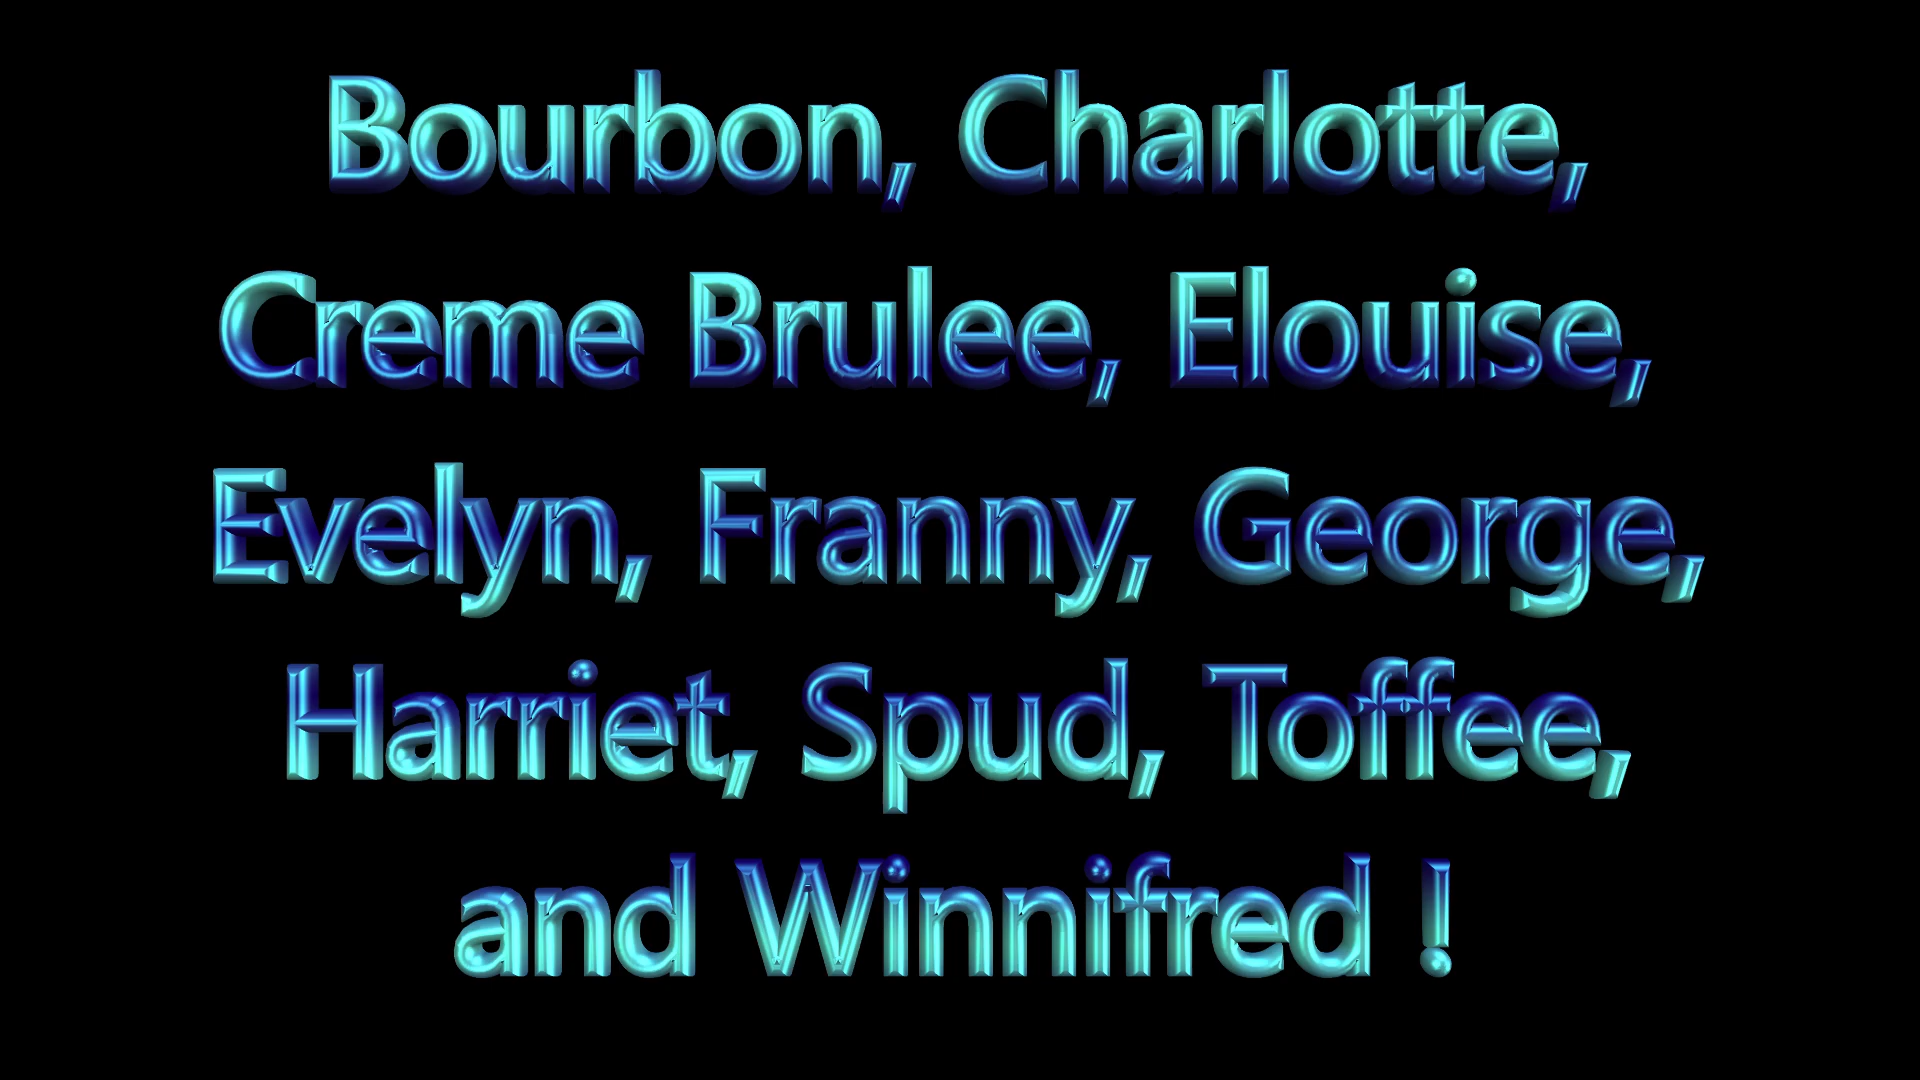 Bourbon, Charlotte,
Creme Brulee, Elouise,
Evelyn, Franny, George,
Harriet, Spud, Toffee,
and Winnifred !